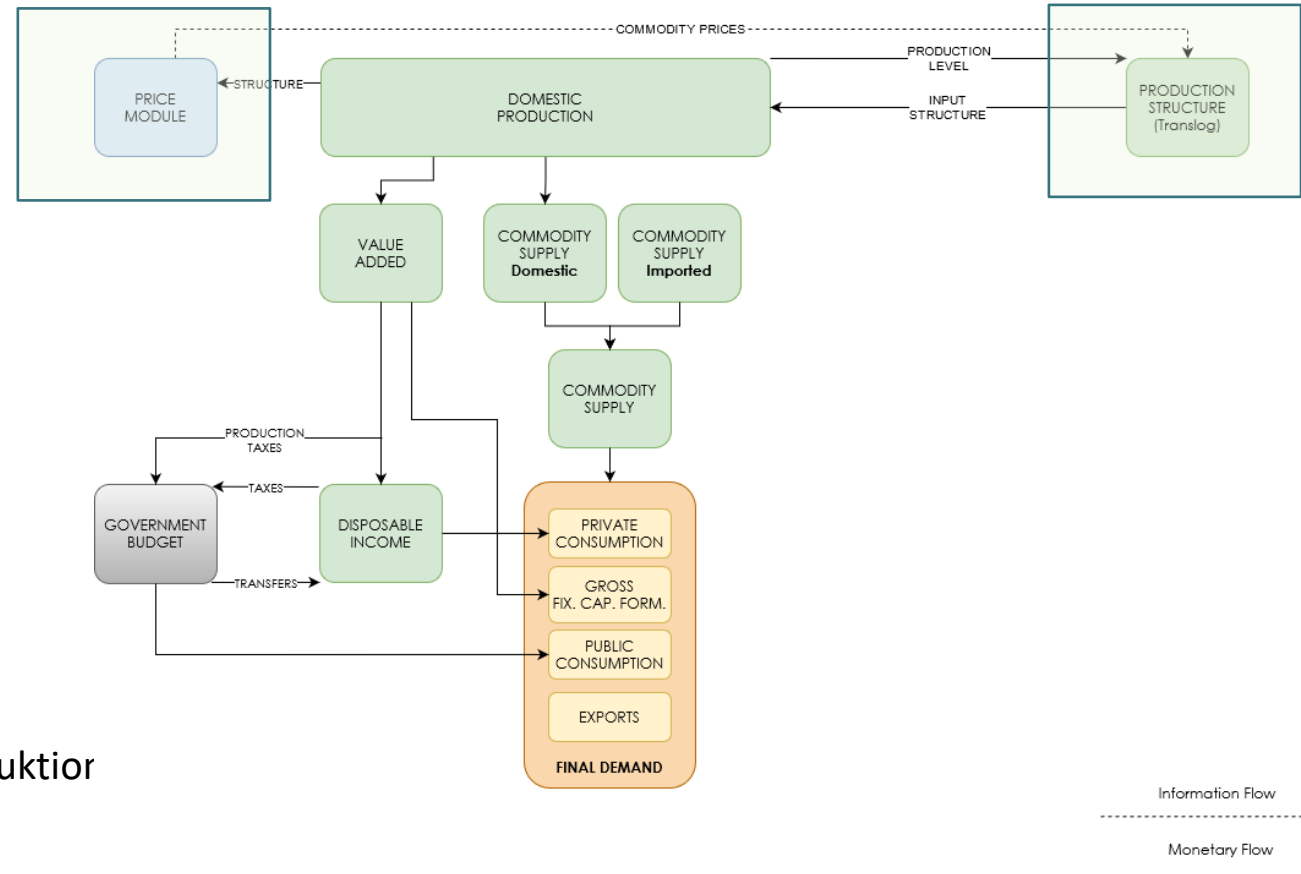 COMMODITY PRICES
PRODUCTION
LEVEL
STRUCTURE
INPUT
STRUCTURE
PRICE
MODULE
DOMESTIC
PRODUCTION
PRODUCTION
STRUCTURE
(Translog)
VALUE
ADDED
COMMODITY
SUPPLY
Domestic
COMMODITY
SUPPLY
Imported
COMMODITY
SUPPLY
PRODUCTION
TAXES
TAXES
GOVERNMENT
BUDGET
DISPOSABLE
INCOME
TRANSFERS
PRIVATE
CONSUMPTION
GROSS
FIX. CAP. FORM.
PUBLIC
CONSUMPTION
EXPORTS
FINAL DEMAND
Information Flow
Monetary Flow